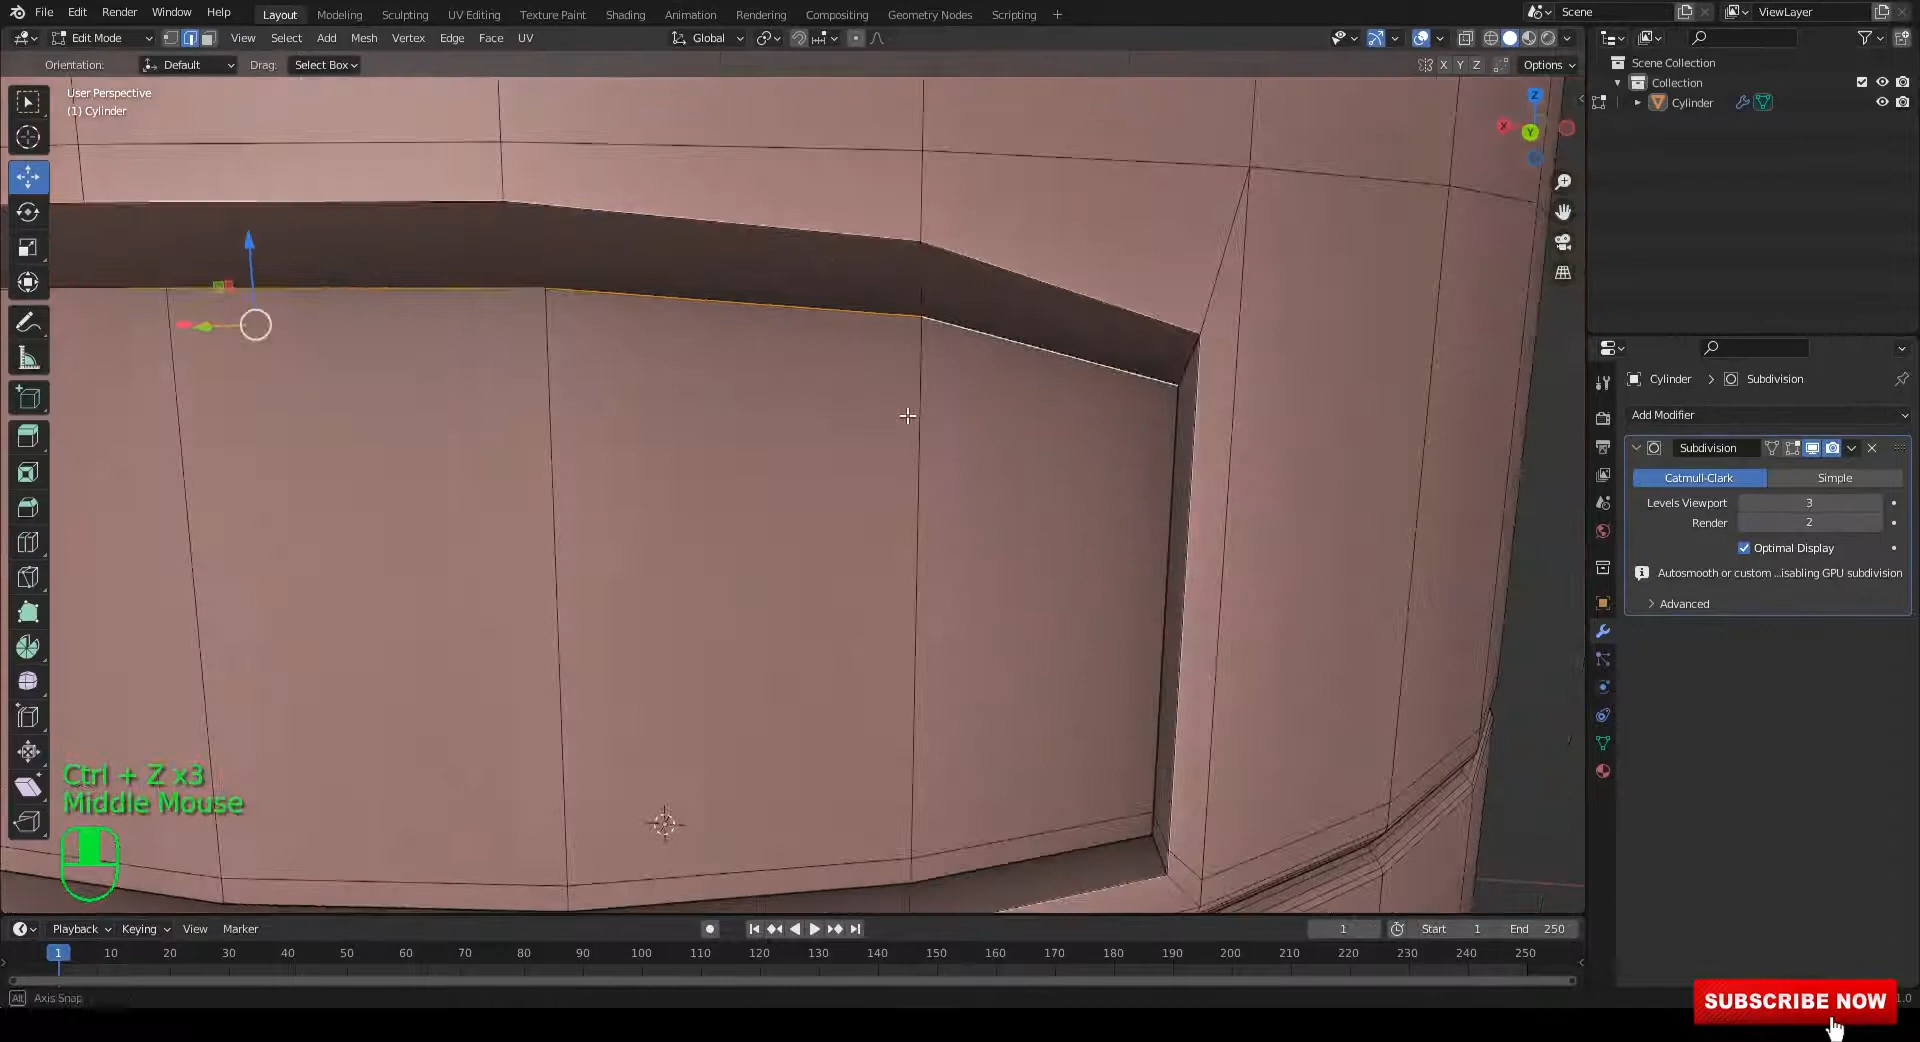 File Edit Render Window Help
Layout Modeling Sculpting UV Editing Texture Paint Shading Animation Rendering Compositing Geometry Nodes Scripting +
Scene
ViewLayer
Edit Mode View Select Add Mesh Vertex Edge Face UV
Global
Orientation: Default Drag: Select Box
X Y Z Options
User Perspective
(1) Cylinder
Z
X
Y
Scene Collection
Collection
Cylinder
Cylinder > Subdivision
Add Modifier
Subdivision
Catmull-Clark Simple
Levels Viewport 3
Render 2
Optimal Display
Autosmooth or custom ...isabling GPU subdivision
Advanced
Ctrl + Z x3
Middle Mouse
Playback Keying View Marker
1 Start 1 End 250
1 10 20 30 40 50 60 70 80 90 100 110 120 130 140 150 160 170 180 190 200 210 220 230 240 250
Alt Axis Snap
SUBSCRIBE NOW
1.0